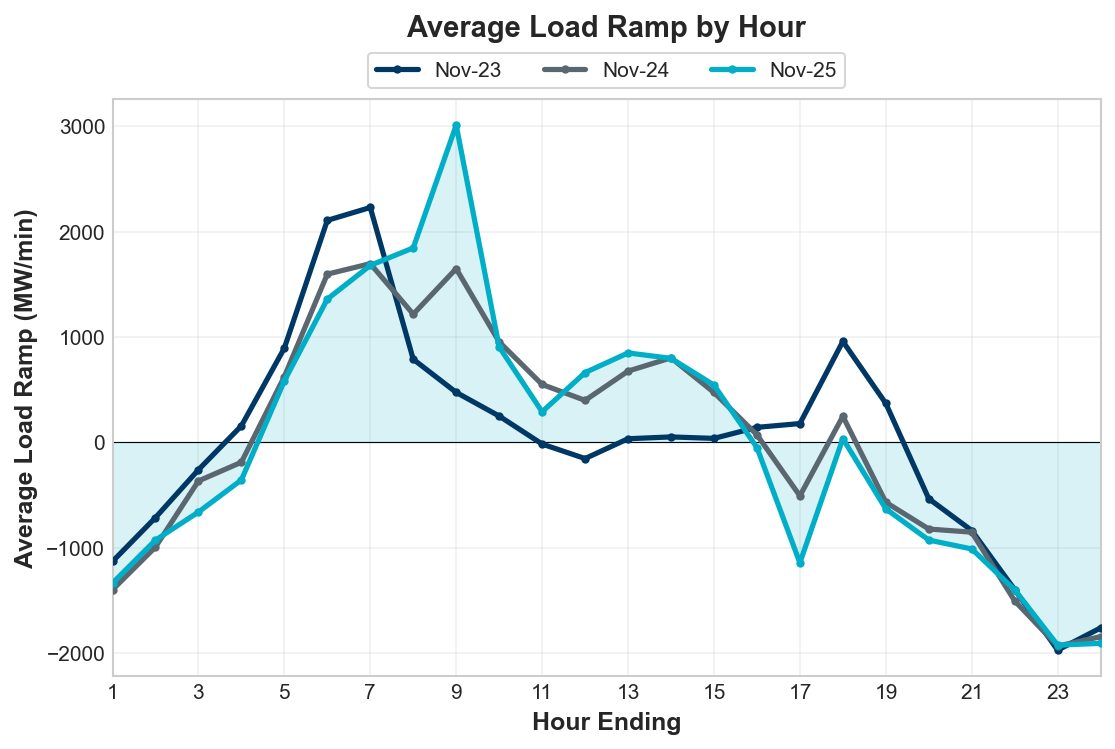 Average Load Ramp by Hour
Nov-23 Nov-24 Nov-25
Average Load Ramp (MW/min)
3000
2000
1000
0
−1000
−2000
1 3 5 7 9 11 13 15 17 19 21 23
Hour Ending